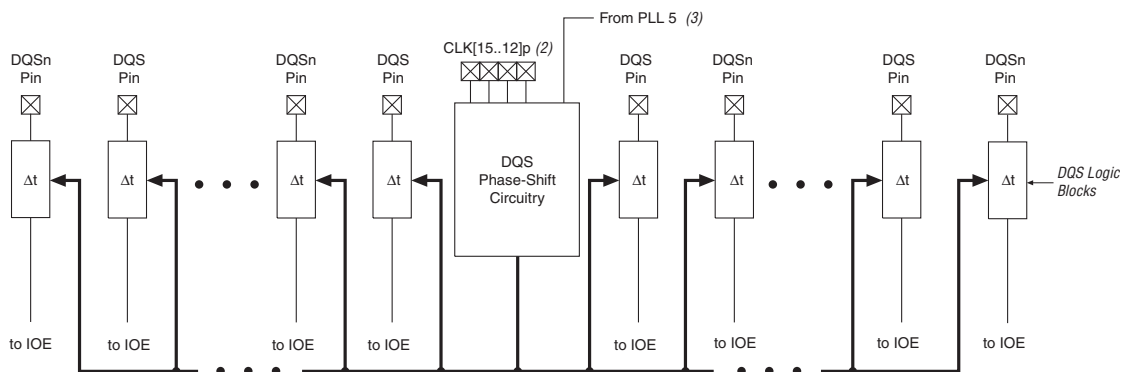 From PLL 5 (3)
CLK[15..12]p (2)
DQSn
Pin
DQS
Pin
DQSn
Pin
DQS
Pin
DQS
Pin
DQSn
Pin
DQS
Pin
DQSn
Pin
Δt
Δt
Δt
Δt
DQS
Phase-Shift
Circuitry
Δt
Δt
Δt
Δt
DQS Logic
Blocks
to IOE
to IOE
to IOE
to IOE
to IOE
to IOE
to IOE
to IOE